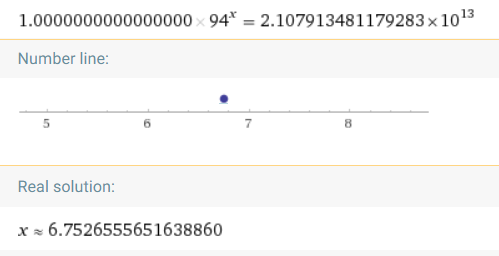 1.0000000000000000 × 94^x = 2.107913481179283 × 10^13
Number line:
5 6 7 8
Real solution:
x ≈ 6.7526555651638860